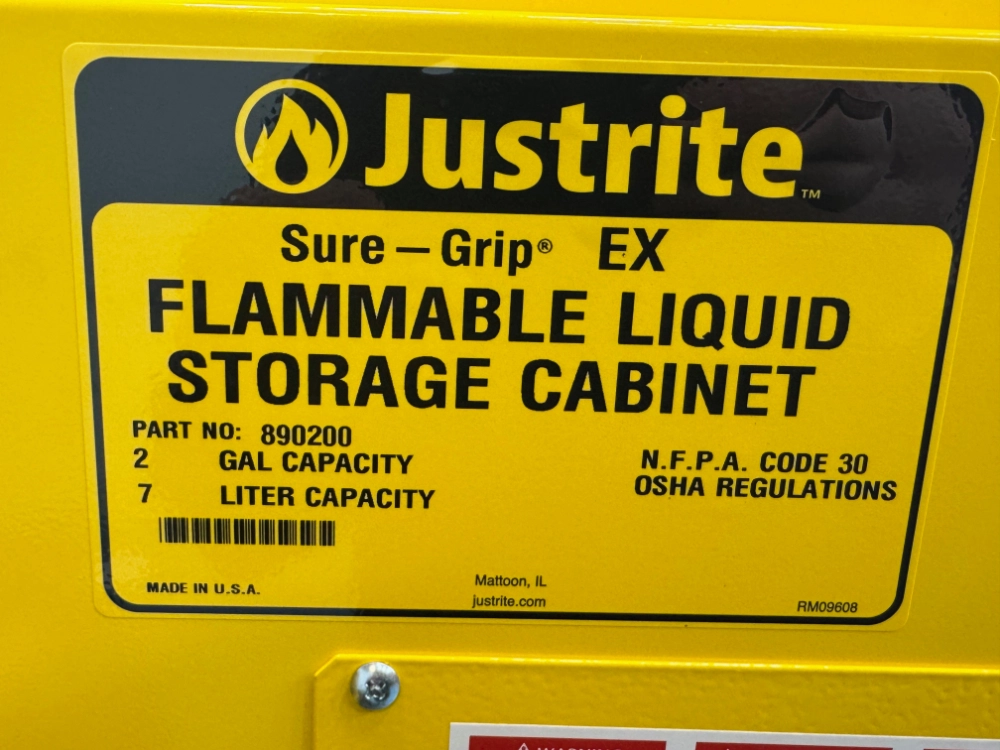 Justrite™
Sure – Grip® EX
FLAMMABLE LIQUID
STORAGE CABINET
PART NO: 890200
2 GAL CAPACITY
7 LITER CAPACITY
N.F.P.A. CODE 30
OSHA REGULATIONS
MADE IN U.S.A.
Mattoon, IL
justrite.com
RM09608